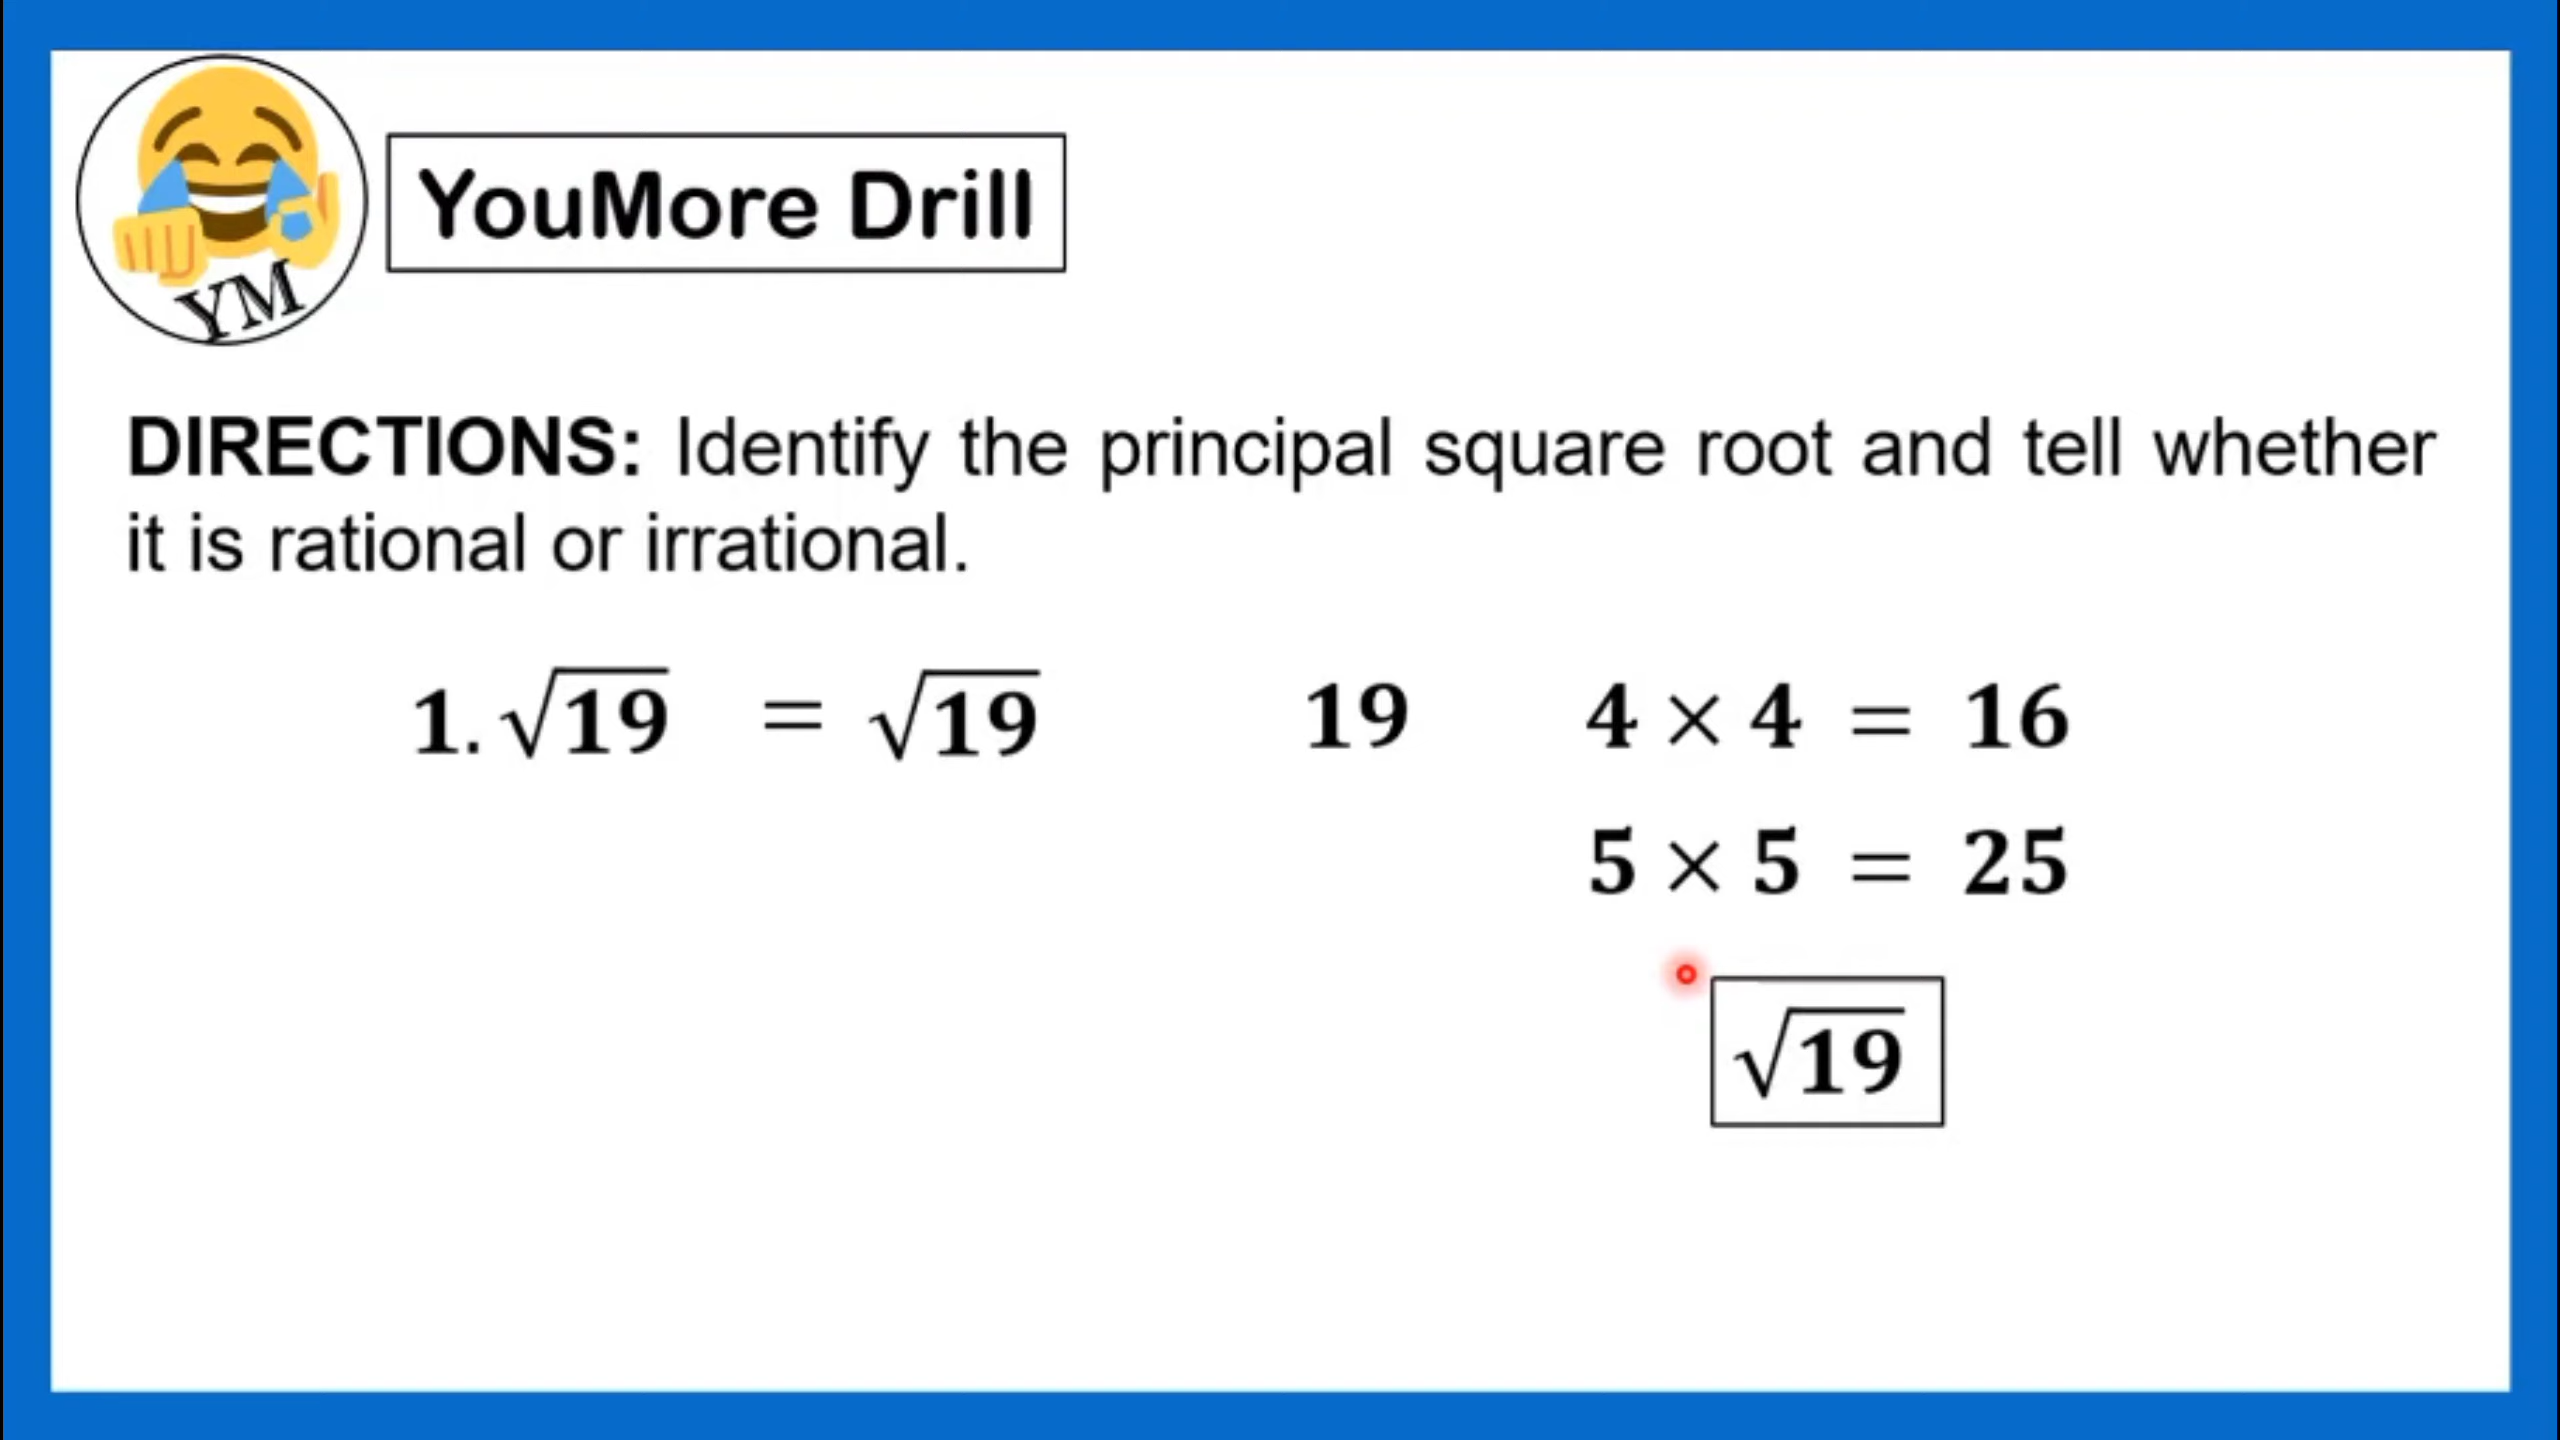 YM
YouMore Drill
DIRECTIONS: Identify the principal square root and tell whether
it is rational or irrational.
1. √19 = √19 19 4 × 4 = 16
5 × 5 = 25
√19